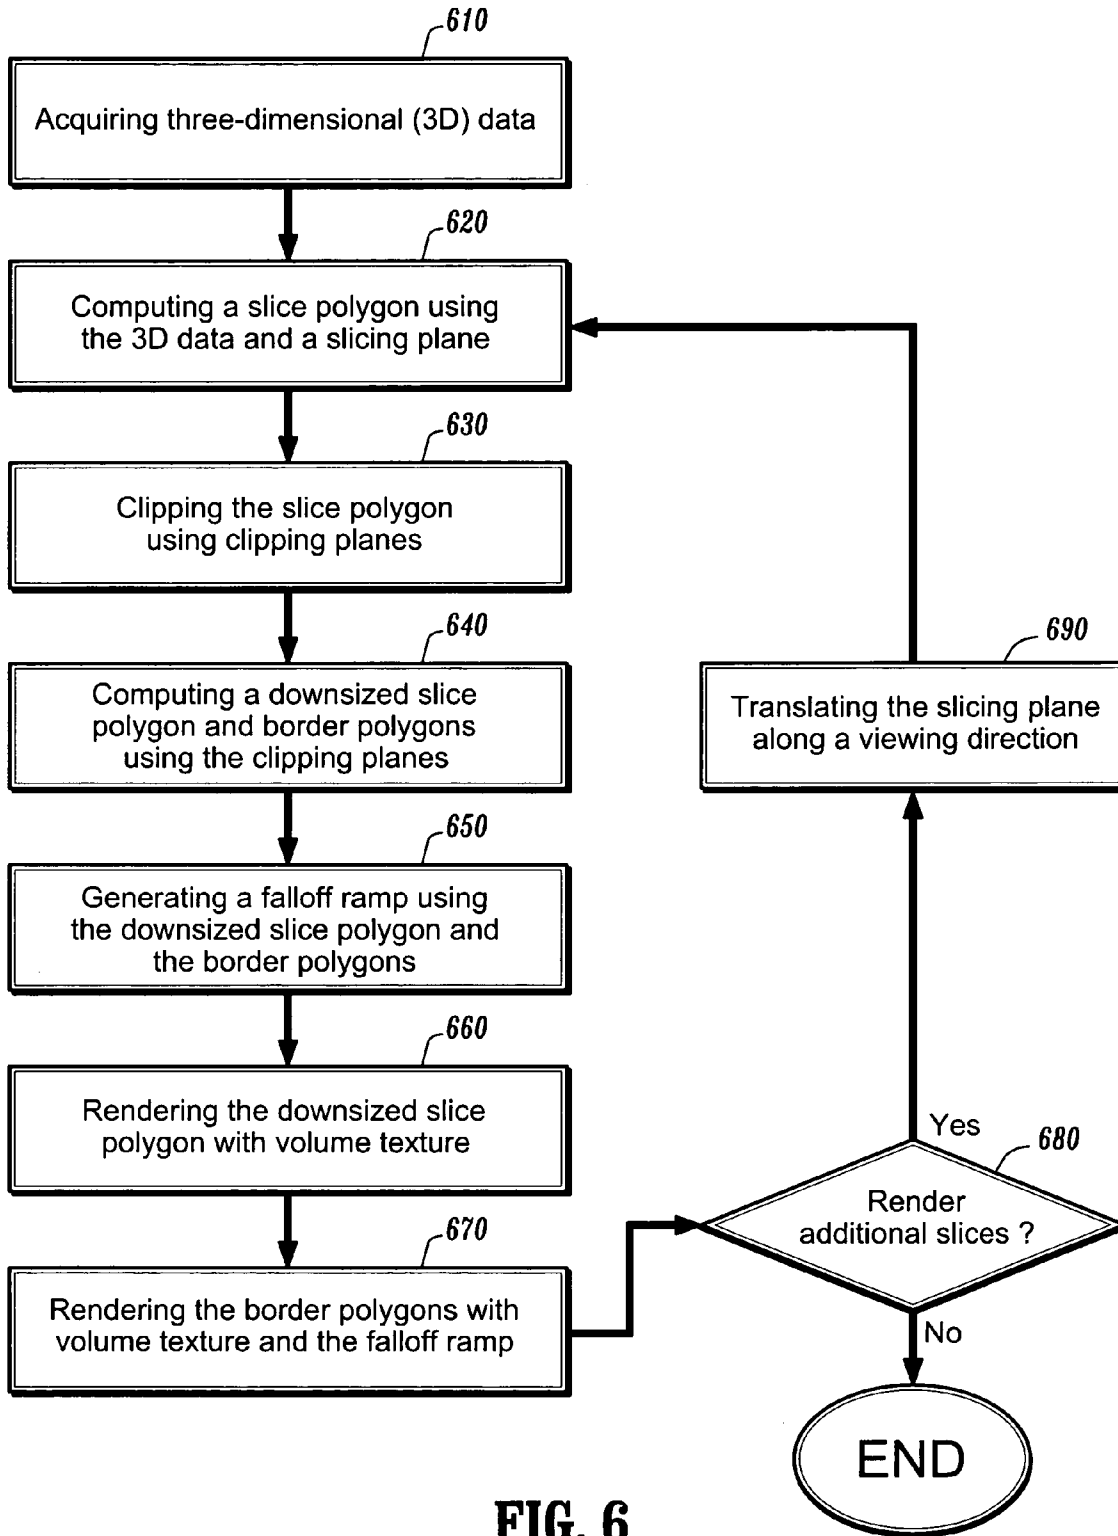 610
Acquiring three-dimensional (3D) data
620
Computing a slice polygon using
the 3D data and a slicing plane
630
Clipping the slice polygon
using clipping planes
640
Computing a downsized slice
polygon and border polygons
using the clipping planes
650
Generating a falloff ramp using
the downsized slice polygon and
the border polygons
660
Rendering the downsized slice
polygon with volume texture
670
Rendering the border polygons with
volume texture and the falloff ramp
680
Render
additional slices ?
Yes
690
Translating the slicing plane
along a viewing direction
No
END
FIG. 6